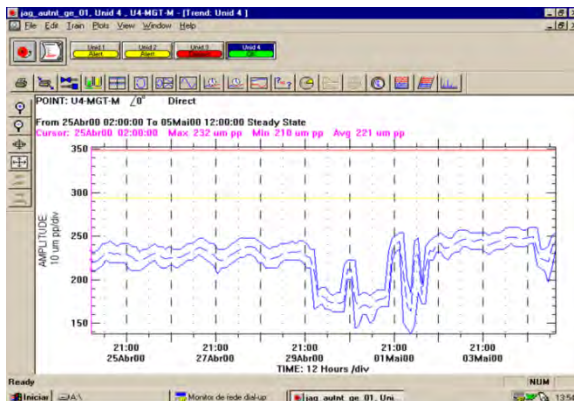 jag_autnt_ge_01, Unid 4 , U4-MGT-M - [Trend: Unid 4 ]
File Edit Train Plots View Window Help
Unid 1 Unid 2 Unid 3 Unid 4
Alert Alert
POINT: U4-MGT-M ∠0° Direct
From 25Abr00 02:00:00 To 05Mai00 12:00:00 Steady State
Cursor: 25Abr00 02:00:00 Max 232 um pp Min 210 um pp Avg 221 um pp
350
300
250
200
150
AMPLITUDE
10 um pp/div
21:00 21:00 21:00 21:00 21:00
25Abr00 27Abr00 29Abr00 01Mai00 03Mai00
TIME: 12 Hours /div
Ready NUM
Iniciar A:\ Monitor de rede dial-up jag_autnt_ge_01, Uni...